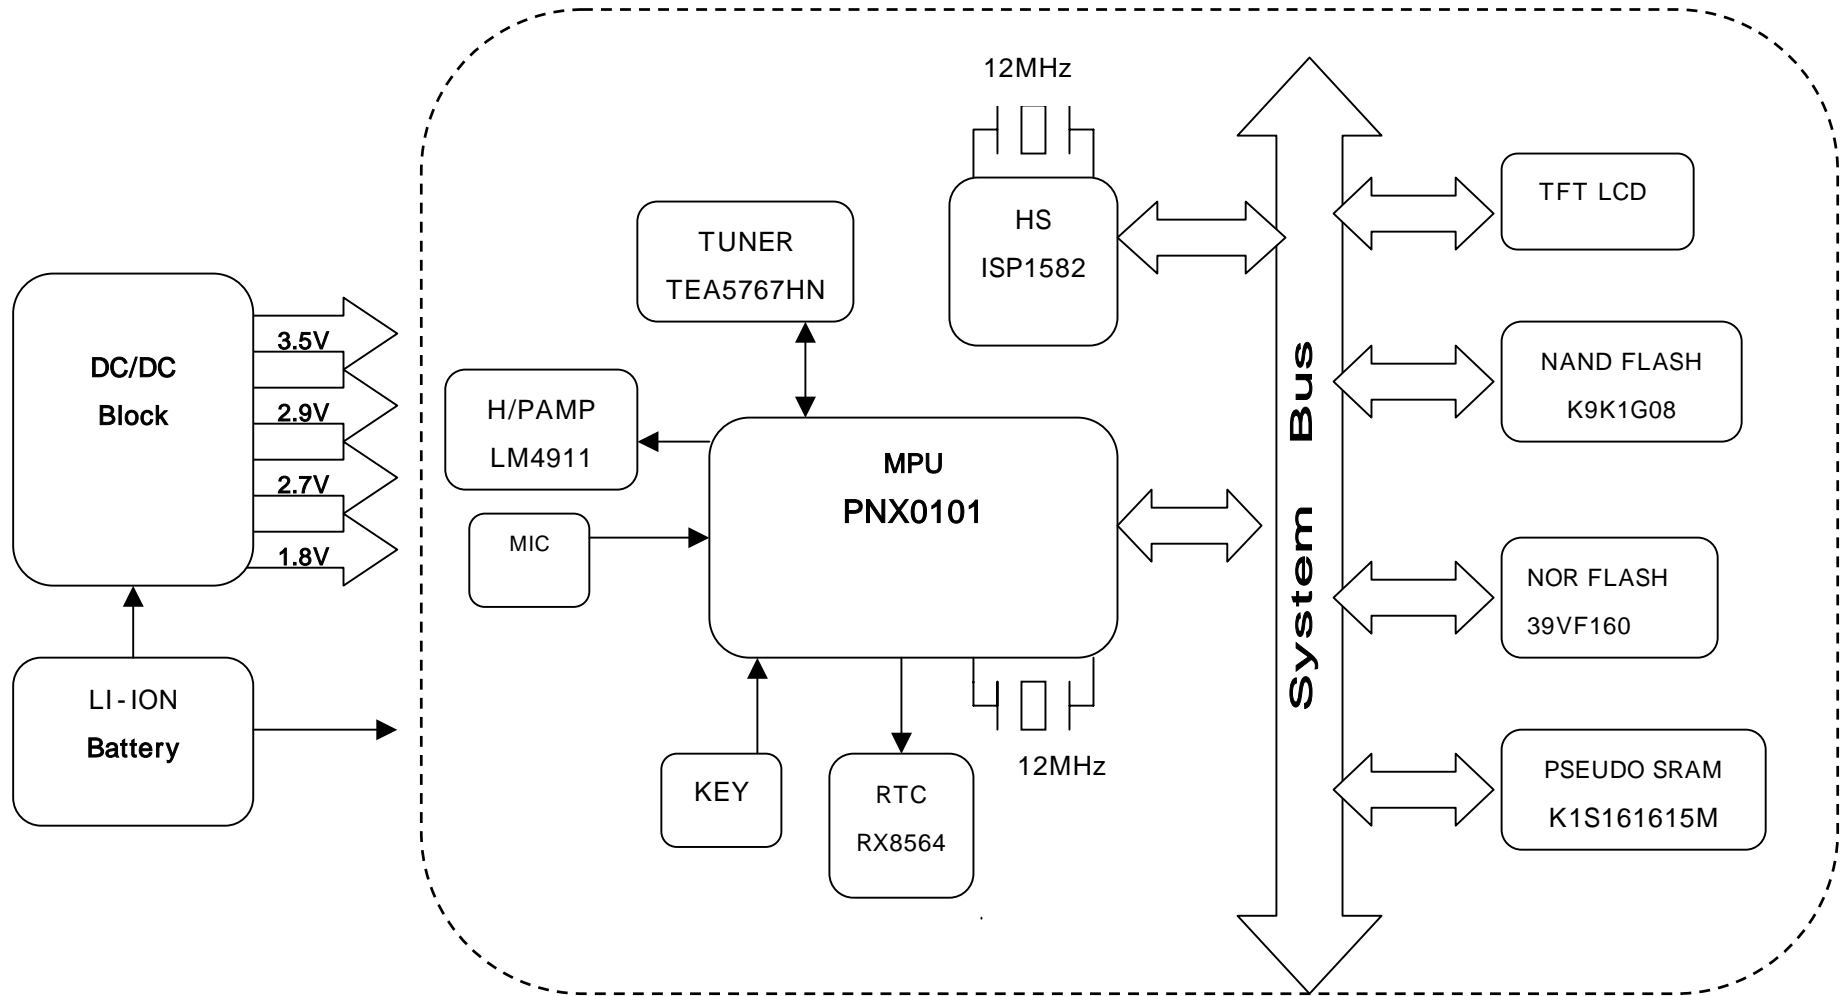 12MHz
HS
ISP1582
TFT LCD
TUNER
TEA5767HN
3.5V
DC/DC
Block
2.9V
2.7V
1.8V
H/PAMP
LM4911
MPU
PNX0101
MIC
System Bus
NAND FLASH
K9K1G08
NOR FLASH
39VF160
LI-ION
Battery
KEY
RTC
RX8564
12MHz
PSEUDO SRAM
K1S161615M